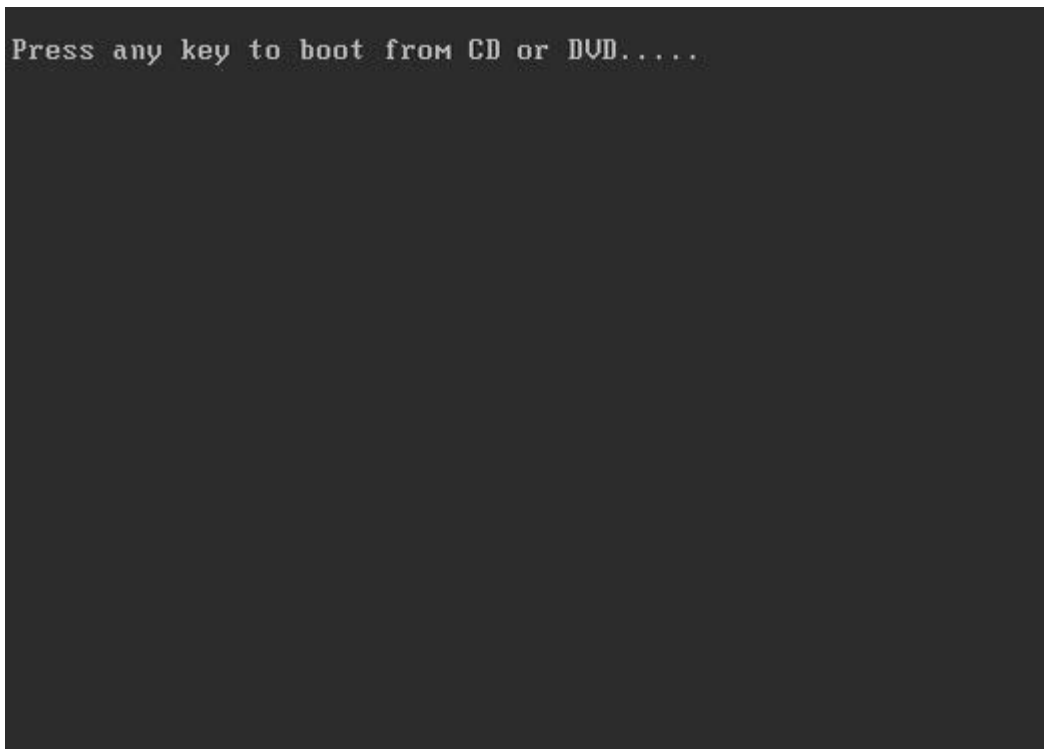 Press any key to boot from CD or DVD.....